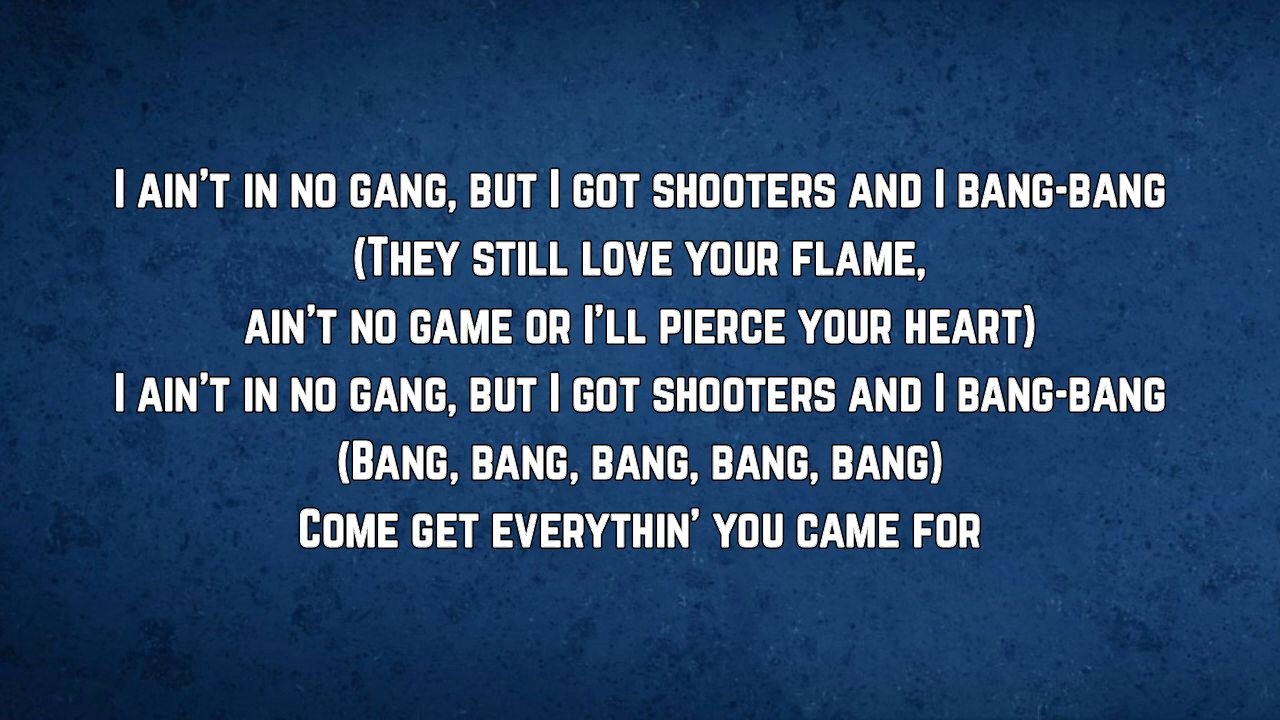 I ain't in no gang, but I got shooters and I bang-bang
(They still love your flame,
ain't no game or I'll pierce your heart)
I ain't in no gang, but I got shooters and I bang-bang
(Bang, bang, bang, bang, bang)
Come get everythin' you came for